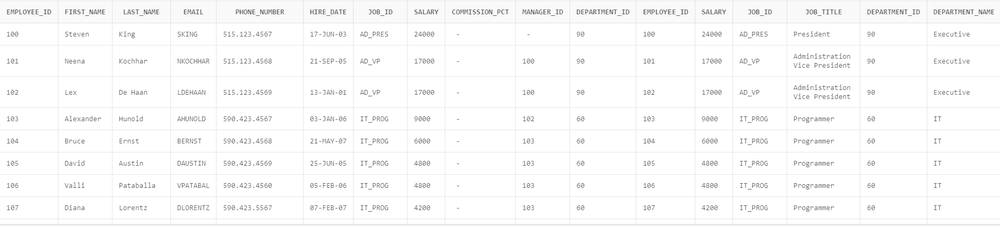 EMPLOYEE_ID FIRST_NAME LAST_NAME EMAIL PHONE_NUMBER HIRE_DATE JOB_ID SALARY COMMISSION_PCT MANAGER_ID DEPARTMENT_ID EMPLOYEE_ID SALARY JOB_ID JOB_TITLE DEPARTMENT_ID DEPARTMENT_NAME
100 Steven King SKING 515.123.4567 17-JUN-03 AD_PRES 24000 - - 90 100 24000 AD_PRES President 90 Executive
101 Neena Kochhar NKOCHHAR 515.123.4568 21-SEP-05 AD_VP 17000 - 100 90 101 17000 AD_VP Administration Vice President 90 Executive
102 Lex De Haan LDEHAAN 515.123.4569 13-JAN-01 AD_VP 17000 - 100 90 102 17000 AD_VP Administration Vice President 90 Executive
103 Alexander Hunold AHUNOLD 590.423.4567 03-JAN-06 IT_PROG 9000 - 102 60 103 9000 IT_PROG Programmer 60 IT
104 Bruce Ernst BERNST 590.423.4568 21-MAY-07 IT_PROG 6000 - 103 60 104 6000 IT_PROG Programmer 60 IT
105 David Austin DAUSTIN 590.423.4569 25-JUN-05 IT_PROG 4800 - 103 60 105 4800 IT_PROG Programmer 60 IT
106 Valli Pataballa VPATABAL 590.423.4560 05-FEB-06 IT_PROG 4800 - 103 60 106 4800 IT_PROG Programmer 60 IT
107 Diana Lorentz DLORENTZ 590.423.5567 07-FEB-07 IT_PROG 4200 - 103 60 107 4200 IT_PROG Programmer 60 IT